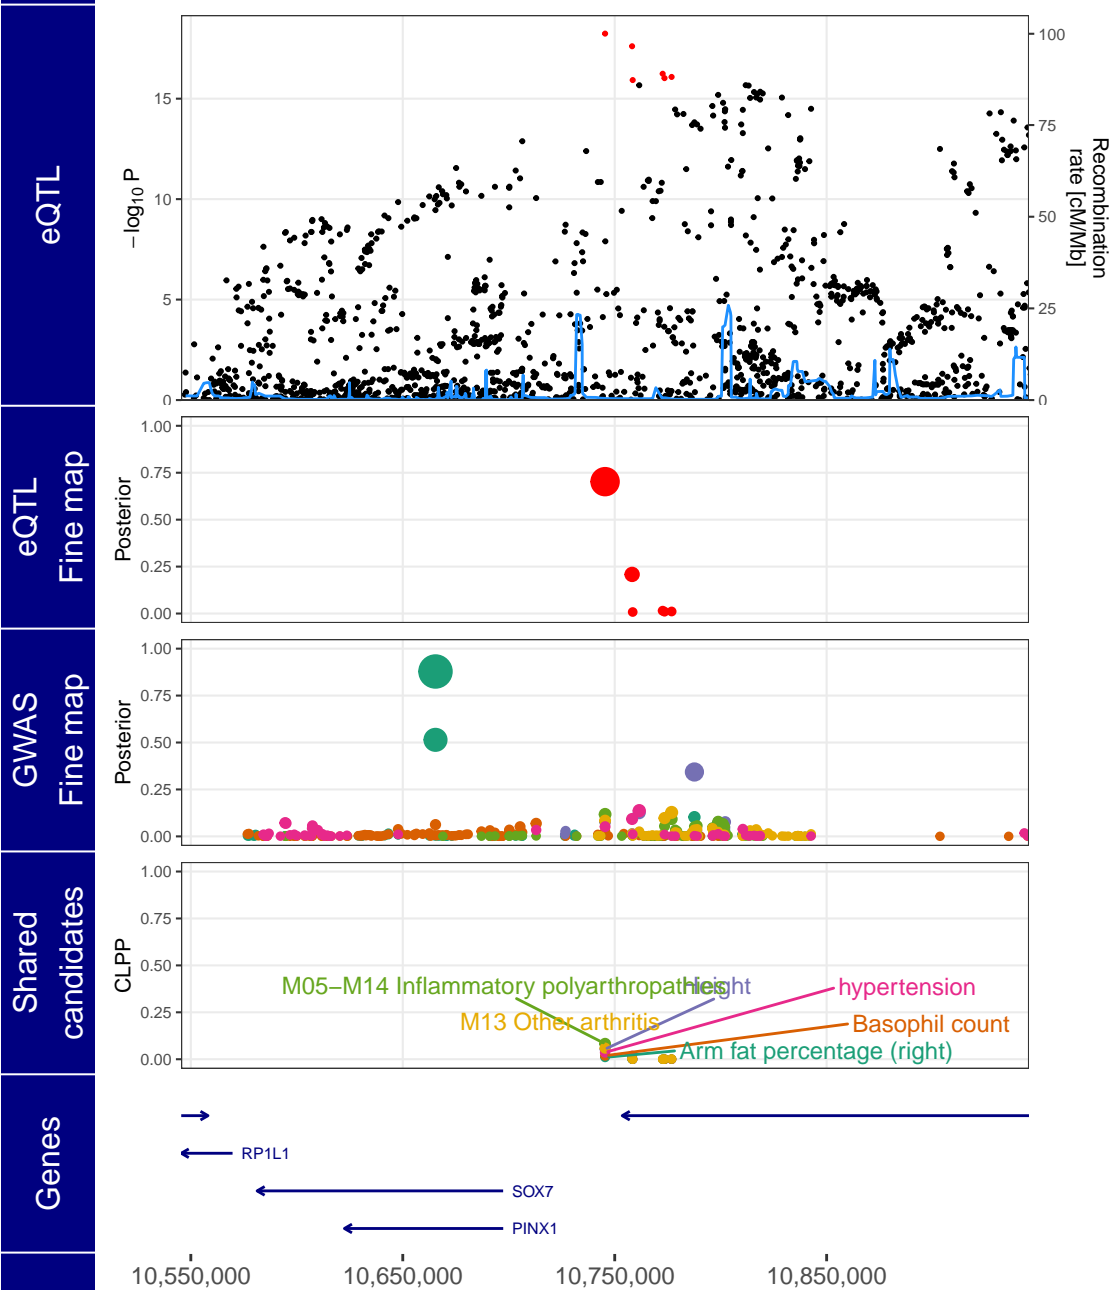 eQTL
−log10 P
15
10
5
0
100
75
50
25
0
Recombination
rate [cM/Mb]
eQTL
Fine map
Posterior
1.00
0.75
0.50
0.25
0.00
GWAS
Fine map
Posterior
1.00
0.75
0.50
0.25
0.00
Shared
candidates
CLPP
1.00
0.75
0.50
0.25
0.00
M05−M14 Inflammatory polyarthropathies
Height
hypertension
M13 Other arthritis
Basophil count
Arm fat percentage (right)
Genes
RP1L1
SOX7
PINX1
10,550,000
10,650,000
10,750,000
10,850,000